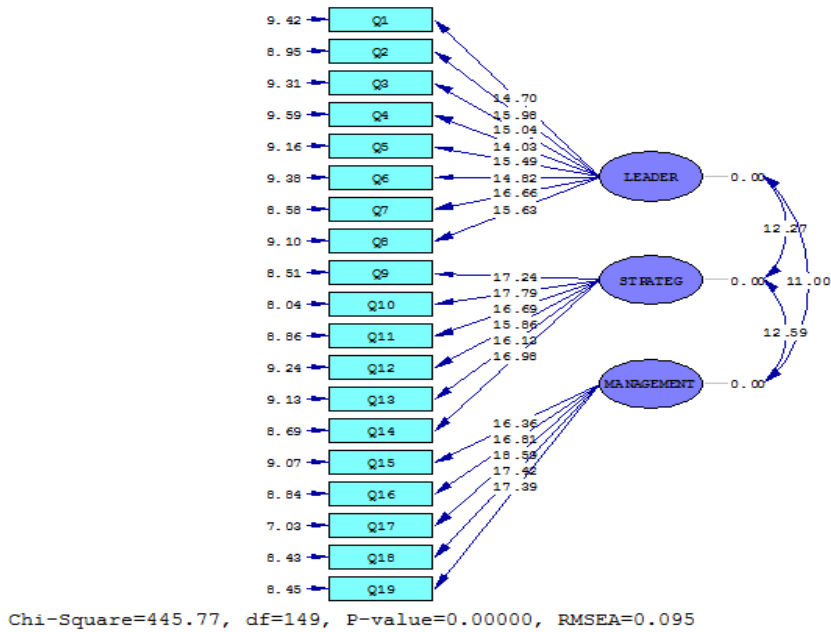 9.42 Q1
8.95 Q2
9.31 Q3
9.59 Q4
9.16 Q5
9.38 Q6
8.58 Q7
9.10 Q8
8.51 Q9
8.04 Q10
8.86 Q11
9.24 Q12
9.13 Q13
8.69 Q14
9.07 Q15
8.84 Q16
7.03 Q17
8.43 Q18
8.45 Q19
14.70
15.98
15.04
14.03
15.49
14.82
16.66
15.63
17.24
17.79
16.69
15.86
16.13
16.98
16.36
16.81
18.59
17.42
17.39
LEADER 0.00
STRATEG 0.00
MANAGEMENT 0.00
12.27
11.00
12.59
Chi-Square=445.77, df=149, P-value=0.00000, RMSEA=0.095